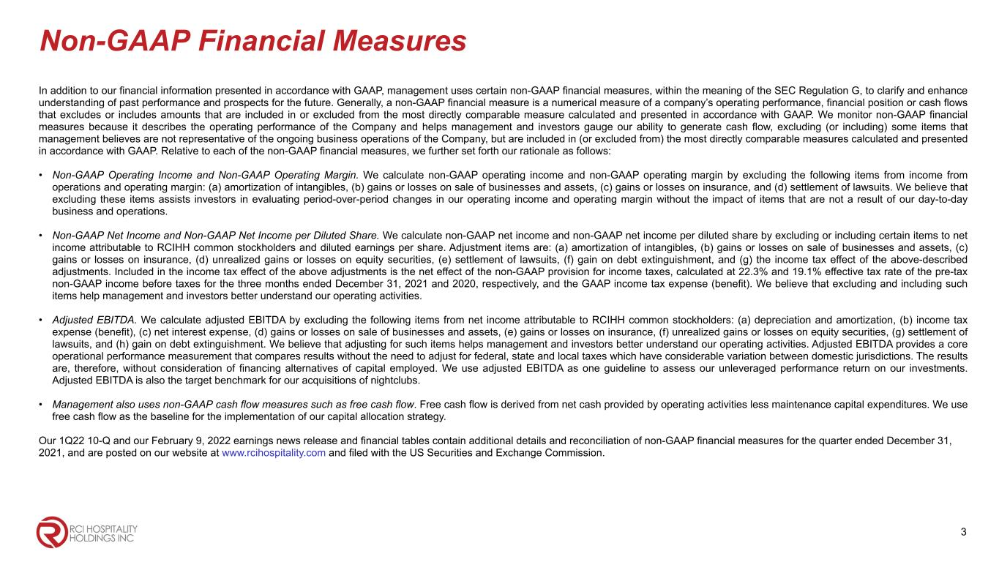 Non-GAAP Financial Measures
In addition to our financial information presented in accordance with GAAP, management uses certain non-GAAP financial measures, within the meaning of the SEC Regulation G, to clarify and enhance
understanding of past performance and prospects for the future. Generally, a non-GAAP financial measure is a numerical measure of a company's operating performance, financial position or cash flows
that excludes or includes amounts that are included in or excluded from the most directly comparable measure calculated and presented in accordance with GAAP. We monitor non-GAAP financial
measures because it describes the operating performance of the Company and helps management and investors gauge our ability to generate cash flow, excluding (or including) some items that
management believes are not representative of the ongoing business operations of the Company, but are included in (or excluded from) the most directly comparable measures calculated and presented
in accordance with GAAP. Relative to each of the non-GAAP financial measures, we further set forth our rationale as follows:
• Non-GAAP Operating Income and Non-GAAP Operating Margin. We calculate non-GAAP operating income and non-GAAP operating margin by excluding the following items from income from
operations and operating margin: (a) amortization of intangibles, (b) gains or losses on sale of businesses and assets, (c) gains or losses on insurance, and (d) settlement of lawsuits. We believe that
excluding these items assists investors in evaluating period-over-period changes in our operating income and operating margin without the impact of items that are not a result of our day-to-day
business and operations.
• Non-GAAP Net Income and Non-GAAP Net Income per Diluted Share. We calculate non-GAAP net income and non-GAAP net income per diluted share by excluding or including certain items to net
income attributable to RCIHH common stockholders and diluted earnings per share. Adjustment items are: (a) amortization of intangibles, (b) gains or losses on sale of businesses and assets, (c)
gains or losses on insurance, (d) unrealized gains or losses on equity securities, (e) settlement of lawsuits, (f) gain on debt extinguishment, and (g) the income tax effect of the above-described
adjustments. Included in the income tax effect of the above adjustments is the net effect of the non-GAAP provision for income taxes, calculated at 22.3% and 19.1% effective tax rate of the pre-tax
non-GAAP income before taxes for the three months ended December 31, 2021 and 2020, respectively, and the GAAP income tax expense (benefit). We believe that excluding and including such
items help management and investors better understand our operating activities.
• Adjusted EBITDA. We calculate adjusted EBITDA by excluding the following items from net income attributable to RCIHH common stockholders: (a) depreciation and amortization, (b) income tax
expense (benefit), (c) net interest expense, (d) gains or losses on sale of businesses and assets, (e) gains or losses on insurance, (f) unrealized gains or losses on equity securities, (g) settlement of
lawsuits, and (h) gain on debt extinguishment. We believe that adjusting for such items helps management and investors better understand our operating activities. Adjusted EBITDA provides a core
operational performance measurement that compares results without the need to adjust for federal, state and local taxes which have considerable variation between domestic jurisdictions. The results
are, therefore, without consideration of financing alternatives of capital employed. We use adjusted EBITDA as one guideline to assess our unleveraged performance return on our investments.
Adjusted EBITDA is also the target benchmark for our acquisitions of nightclubs.
• Management also uses non-GAAP cash flow measures such as free cash flow. Free cash flow is derived from net cash provided by operating activities less maintenance capital expenditures. We use
free cash flow as the baseline for the implementation of our capital allocation strategy.
Our 1Q22 10-Q and our February 9, 2022 earnings news release and financial tables contain additional details and reconciliation of non-GAAP financial measures for the quarter ended December 31,
2021, and are posted on our website at www.rcihospitality.com and filed with the US Securities and Exchange Commission.
RCI HOSPITALITY
HOLDINGS INC
3